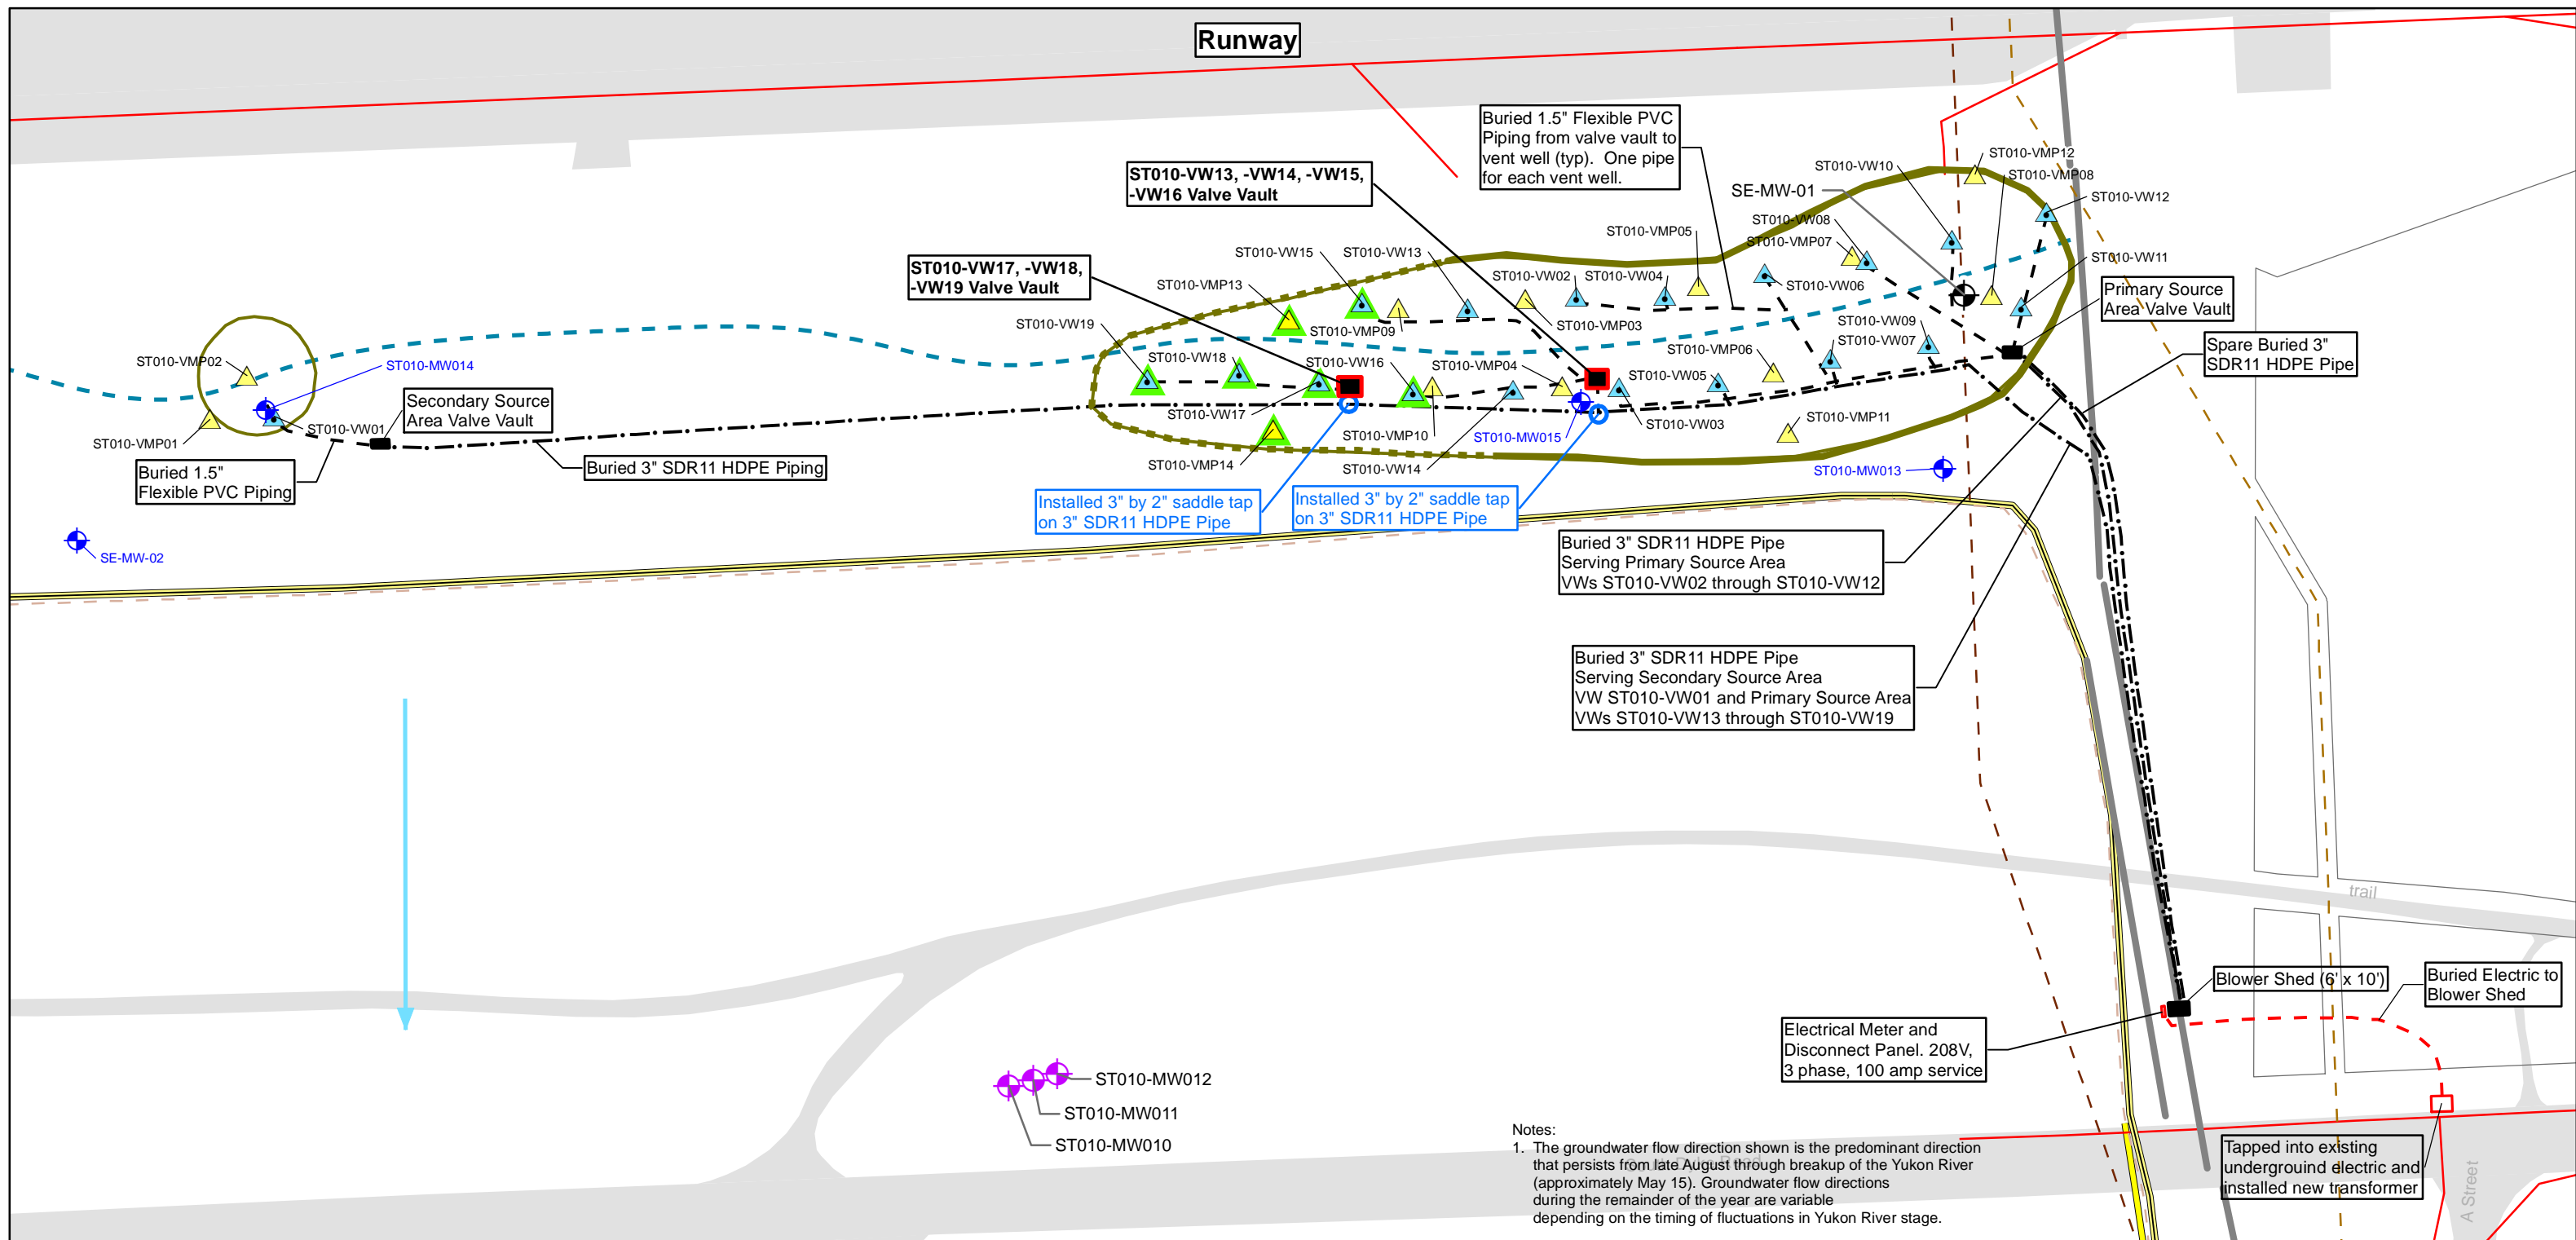 Runway
Buried 1.5" Flexible PVC
Piping from valve vault to
vent well (typ).  One pipe
for each vent well.
ST010-VW13, -VW14, -VW15,
-VW16 Valve Vault
ST010-VW17, -VW18,
-VW19 Valve Vault
ST010-VW10
ST010-VMP12
ST010-VMP08
SE-MW-01
ST010-VW12
ST010-VW08
ST010-VMP07
ST010-VMP05
ST010-VW15
ST010-VW13
ST010-VW02
ST010-VW04
ST010-VW11
ST010-VMP13
ST010-VW06
Primary Source
Area Valve Vault
ST010-VW19
ST010-VMP09
ST010-VMP03
ST010-VW09
ST010-VW07
ST010-VMP06
Spare Buried 3"
SDR11 HDPE Pipe
ST010-VMP02
ST010-MW014
ST010-VW18
ST010-VW16
ST010-VMP04
ST010-VW05
Secondary Source
Area Valve Vault
ST010-VW17
ST010-VW01
ST010-VMP01
ST010-VMP10
ST010-MW015
ST010-VW03
ST010-VMP11
ST010-VMP14
ST010-VW14
ST010-MW013
Buried 1.5"
Flexible PVC Piping
Buried 3" SDR11 HDPE Piping
Installed 3" by 2" saddle tap
on 3" SDR11 HDPE Pipe
Installed 3" by 2" saddle tap
on 3" SDR11 HDPE Pipe
SE-MW-02
Buried 3" SDR11 HDPE Pipe
Serving Primary Source Area
VWs ST010-VW02 through ST010-VW12
Buried 3" SDR11 HDPE Pipe
Serving Secondary Source Area
VW ST010-VW01 and Primary Source Area
VWs ST010-VW13 through ST010-VW19
trail
Blower Shed (6' x 10')
Buried Electric to
Blower Shed
Electrical Meter and
Disconnect Panel. 208V,
3 phase, 100 amp service
ST010-MW012
ST010-MW011
ST010-MW010
Notes:
1.  The groundwater flow direction shown is the predominant direction
that persists from late August through breakup of the Yukon River
(approximately May 15). Groundwater flow directions
during the remainder of the year are variable
depending on the timing of fluctuations in Yukon River stage.
Tapped into existing
undergrouind electric and
installed new transformer
A Street